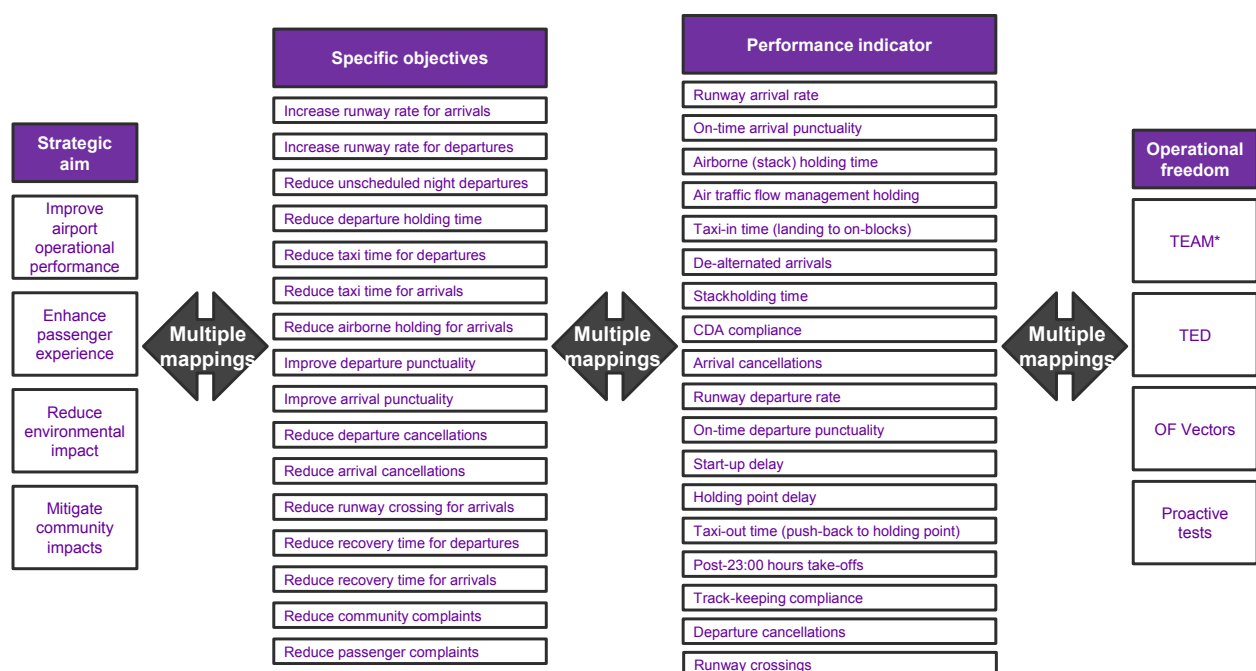 Strategic
aim
Improve
airport
operational
performance
Enhance
passenger
experience
Reduce
environmental
impact
Mitigate
community
impacts
Multiple
mappings
Specific objectives
Increase runway rate for arrivals
Increase runway rate for departures
Reduce unscheduled night departures
Reduce departure holding time
Reduce taxi time for departures
Reduce taxi time for arrivals
Reduce airborne holding for arrivals
Improve departure punctuality
Improve arrival punctuality
Reduce departure cancellations
Reduce arrival cancellations
Reduce runway crossing for arrivals
Reduce recovery time for departures
Reduce recovery time for arrivals
Reduce community complaints
Reduce passenger complaints
Multiple
mappings
Performance indicator
Runway arrival rate
On-time arrival punctuality
Airborne (stack) holding time
Air traffic flow management holding
Taxi-in time (landing to on-blocks)
De-alternated arrivals
Stackholding time
CDA compliance
Arrival cancellations
Runway departure rate
On-time departure punctuality
Start-up delay
Holding point delay
Taxi-out time (push-back to holding point)
Post-23:00 hours take-offs
Track-keeping compliance
Departure cancellations
Runway crossings
Multiple
mappings
Operational
freedom
TEAM*
TED
OF Vectors
Proactive
tests